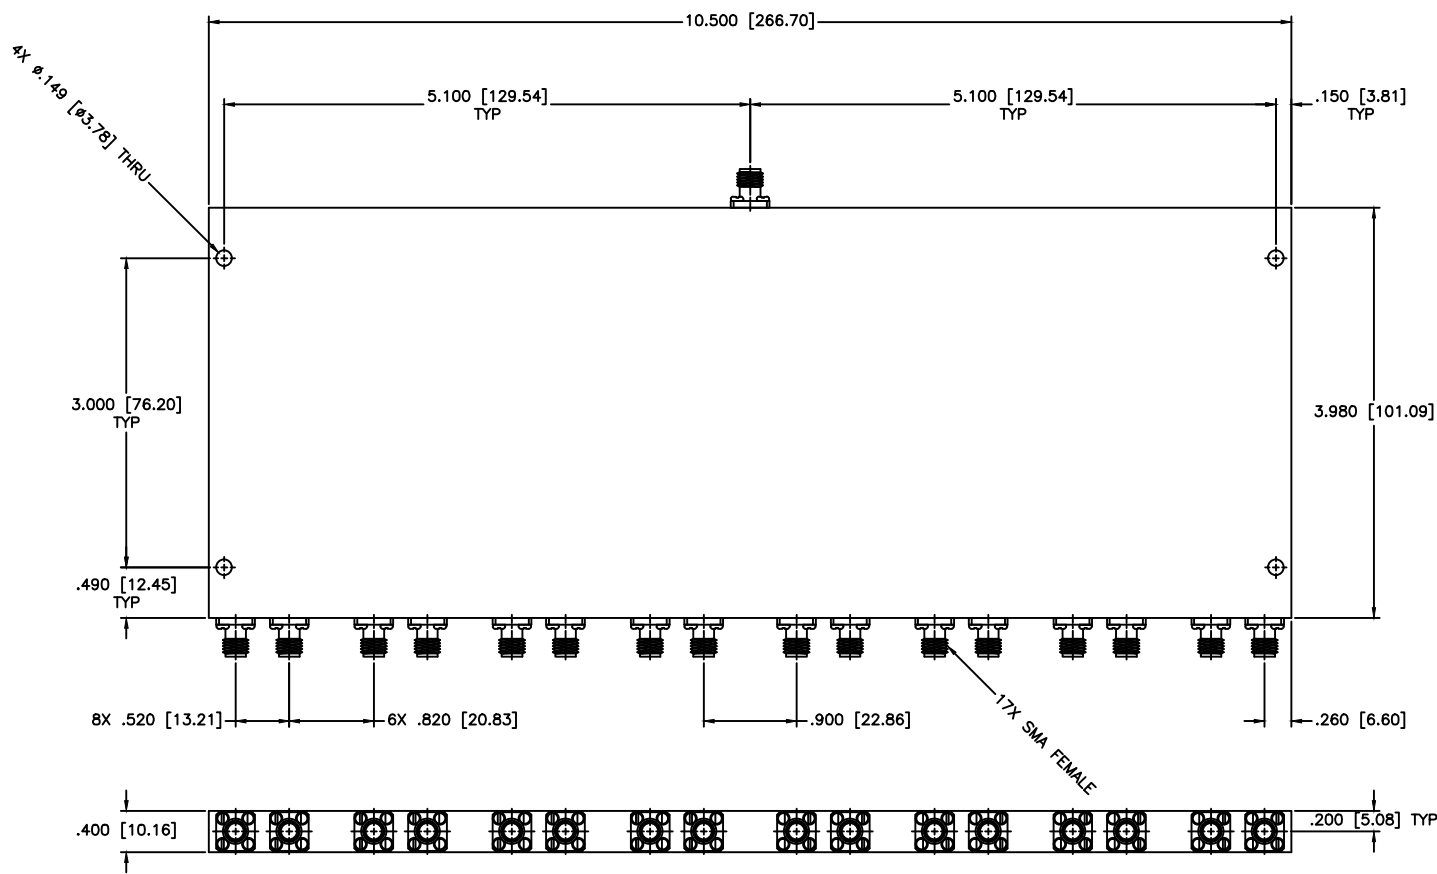 10.500 [266.70]
4X ø.149 [ø3.78] THRU
5.100 [129.54]
TYP
5.100 [129.54]
TYP
.150 [3.81]
TYP
3.000 [76.20]
TYP
3.980 [101.09]
.490 [12.45]
TYP
8X .520 [13.21]
6X .820 [20.83]
.900 [22.86]
17X SMA FEMALE
.260 [6.60]
.400 [10.16]
.200 [5.08] TYP